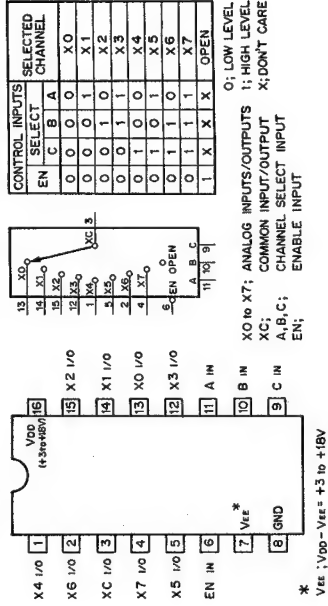 X4 I/O 1
X6 I/O 2
XC I/O 3
X7 I/O 4
X5 I/O 5
EN IN 6
7 VEE *
8 GND
VDD 16
(+3to+18V)
15 X2 I/O
14 X1 I/O
13 X0 I/O
12 X3 I/O
11 A IN
10 B IN
9 C IN
* VEE ; VDD - VEE = +3 to +18V
13 X0
14 X1
15 X2
12 X3
1 X4
5 X5
2 X6
4 X7
6 EN OPEN
XC 3
A B C
11 10 9
CONTROL INPUTS SELECTED CHANNEL
SELECT
EN C B A
0 0 0 0 X0
0 0 0 1 X1
0 0 1 0 X2
0 0 1 1 X3
0 1 0 0 X4
0 1 0 1 X5
0 1 1 0 X6
0 1 1 1 X7
1 X X X OPEN
X0 to X7; ANALOG INPUTS/OUTPUTS
XC; COMMON INPUT/OUTPUT
A,B,C; CHANNEL SELECT INPUT
EN; ENABLE INPUT
0; LOW LEVEL
1; HIGH LEVEL
X; DON'T CARE